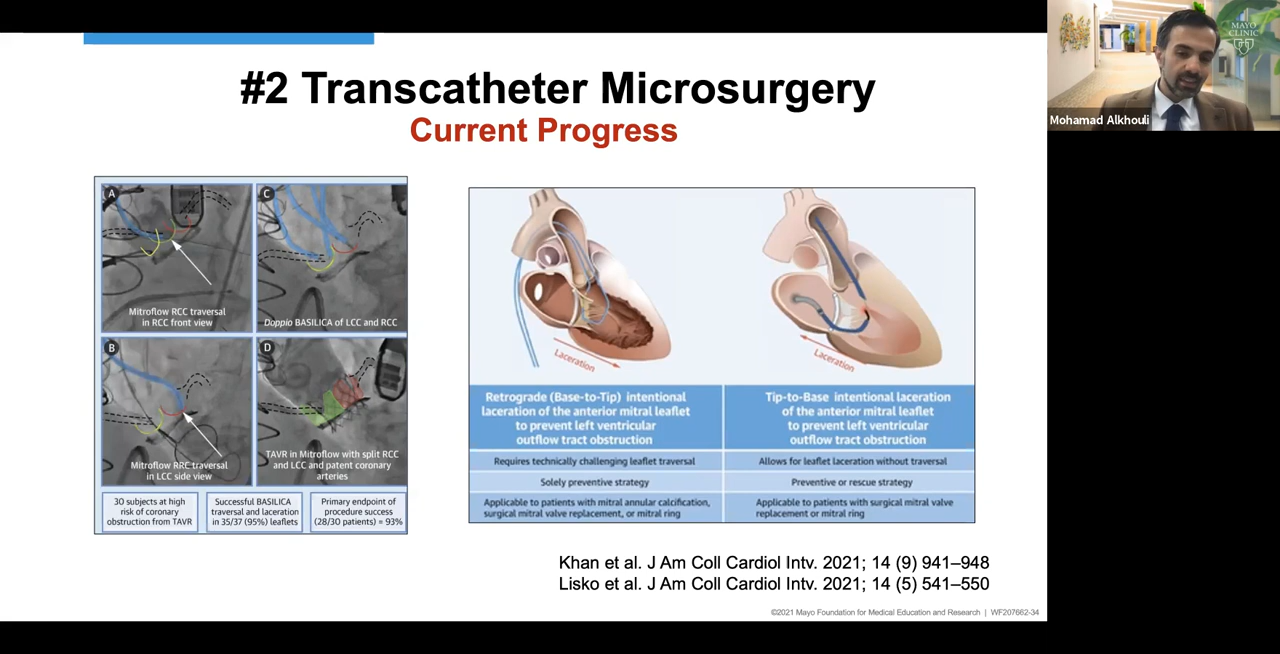 #2 Transcatheter Microsurgery
Current Progress
A
Mitroflow RCC traversal
in RCC front view
C
Doppio BASILICA of LCC and RCC
B
Mitroflow RRC traversal
in LCC side view
D
TAVR in Mitroflow with split RCC
and LCC and patent coronary
arteries
30 subjects at high
risk of coronary
obstruction from TAVR
Successful BASILICA
traversal and laceration
in 35/37 (95%) leaflets
Primary endpoint of
procedure success
(28/30 patients) = 93%
Laceration
Laceration
Retrograde (Base-to-Tip) intentional
laceration of the anterior mitral leaflet
to prevent left ventricular
outflow tract obstruction
Tip-to-Base intentional laceration
of the anterior mitral leaflet
to prevent left ventricular
outflow tract obstruction
Requires technically challenging leaflet traversal
Allows for leaflet laceration without traversal
Solely preventive strategy
Preventive or rescue strategy
Applicable to patients with mitral annular calcification,
surgical mitral valve replacement, or mitral ring
Applicable to patients with surgical mitral valve
replacement or mitral ring
Khan et al. J Am Coll Cardiol Intv. 2021; 14 (9) 941–948
Lisko et al. J Am Coll Cardiol Intv. 2021; 14 (5) 541–550
©2021 Mayo Foundation for Medical Education and Research | WF207662-34
MAYO
CLINIC
Mohamad Alkhouli